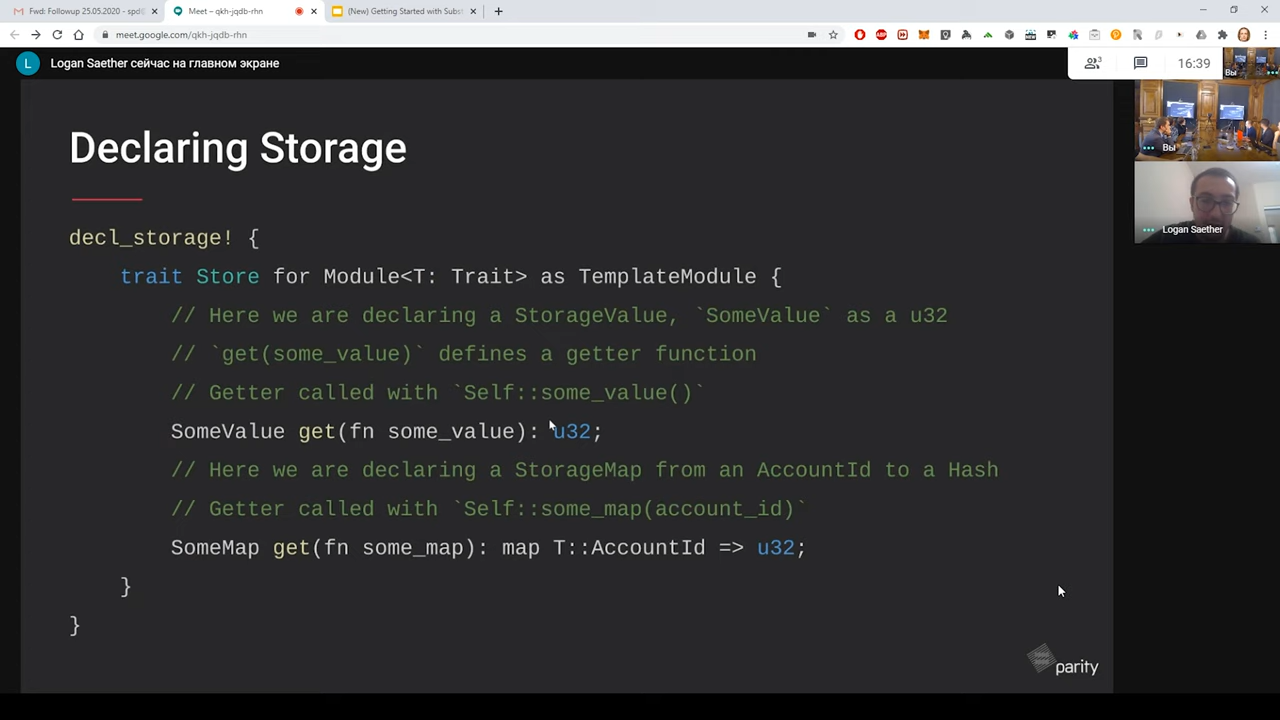 Fwd: Followup 25.05.2020 - spd@
Meet – qkh-jqdb-rhn
(New) Getting Started with Subst
meet.google.com/qkh-jqdb-rhn
L
Logan Saether сейчас на главном экране
3
16:39
Вы
Вы
Logan Saether
Declaring Storage
decl_storage! {
trait Store for Module<T: Trait> as TemplateModule {
// Here we are declaring a StorageValue, `SomeValue` as a u32
// `get(some_value)` defines a getter function
// Getter called with `Self::some_value()`
SomeValue get(fn some_value): u32;
// Here we are declaring a StorageMap from an AccountId to a Hash
// Getter called with `Self::some_map(account_id)`
SomeMap get(fn some_map): map T::AccountId => u32;
}
}
parity